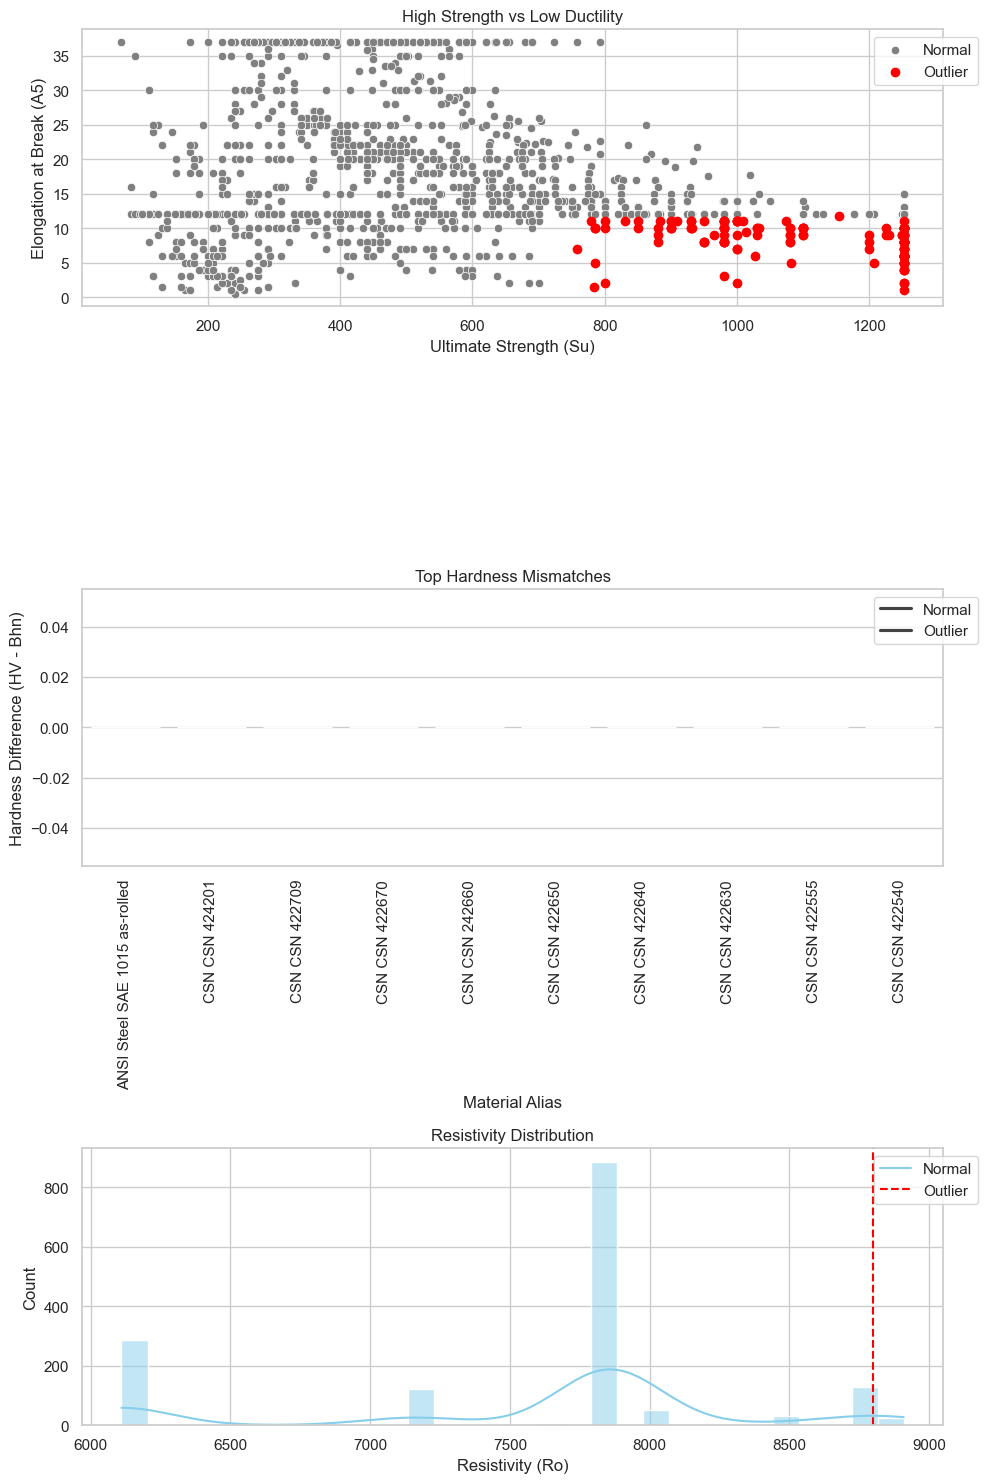 High Strength vs Low Ductility
Elongation at Break (A5)
35
30
25
20
15
10
5
0
200
400
600
800
1000
1200
Ultimate Strength (Su)
Normal
Outlier
Top Hardness Mismatches
Hardness Difference (HV - Bhn)
0.04
0.02
0.00
−0.02
−0.04
Normal
Outlier
ANSI Steel SAE 1015 as-rolled
CSN CSN 424201
CSN CSN 422709
CSN CSN 422670
CSN CSN 242660
CSN CSN 422650
CSN CSN 422640
CSN CSN 422630
CSN CSN 422555
CSN CSN 422540
Material Alias
Resistivity Distribution
Count
800
600
400
200
0
6000
6500
7000
7500
8000
8500
9000
Resistivity (Ro)
Normal
Outlier